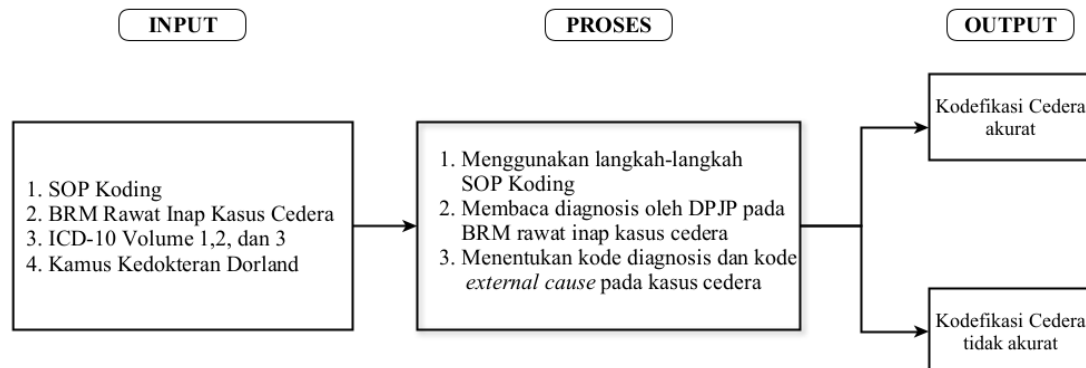 INPUT
PROSES
OUTPUT
1. SOP Koding
2. BRM Rawat Inap Kasus Cedera
3. ICD-10 Volume 1,2, dan 3
4. Kamus Kedokteran Dorland
1. Menggunakan langkah-langkah
SOP Koding
2. Membaca diagnosis oleh DPJP pada
BRM rawat inap kasus cedera
3. Menentukan kode diagnosis dan kode
external cause pada kasus cedera
Kodefikasi Cedera
akurat
Kodefikasi Cedera
tidak akurat